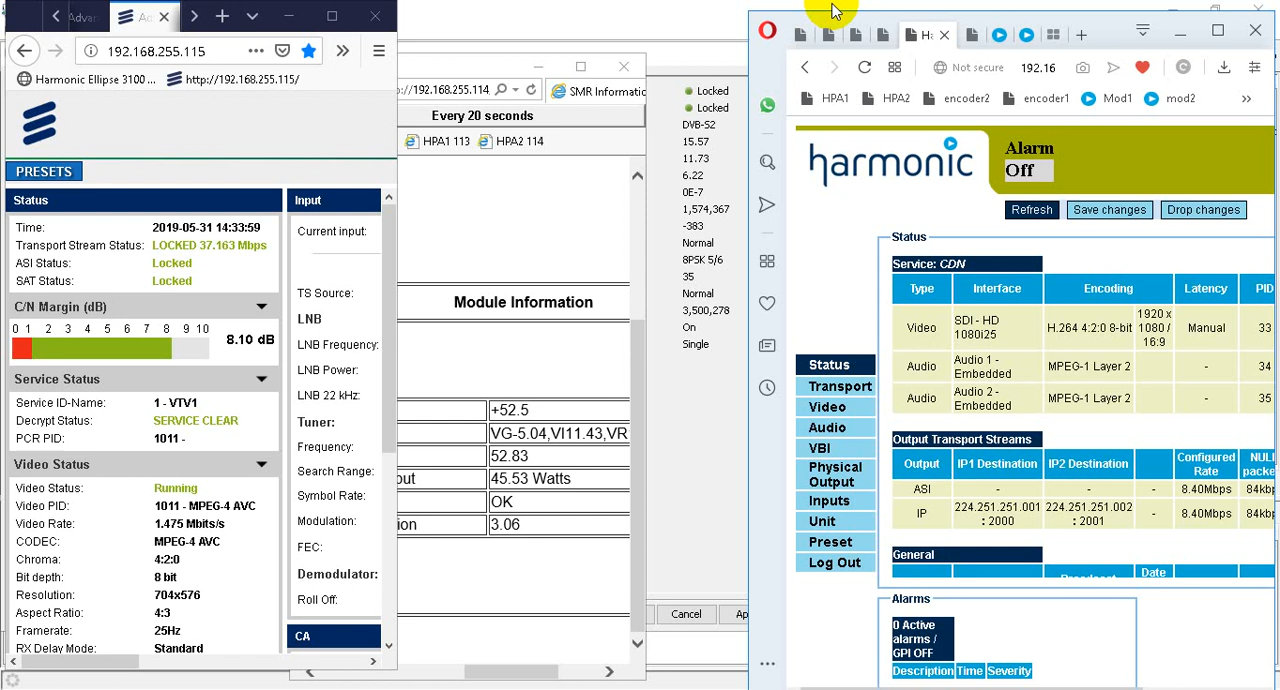 Adva
Ad
192.168.255.115
Harmonic Ellipse 3100 ...
http://192.168.255.115/
PRESETS
Status
Time: 2019-05-31 14:33:59
Transport Stream Status: LOCKED 37.163 Mbps
ASI Status: Locked
SAT Status: Locked
C/N Margin (dB)
0 1 2 3 4 5 6 7 8 9 10
8.10 dB
Service Status
Service ID-Name: 1 - VTV1
Decrypt Status: SERVICE CLEAR
PCR PID: 1011 -
Video Status
Video Status: Running
Video PID: 1011 - MPEG-4 AVC
Video Rate: 1.475 Mbits/s
CODEC: MPEG-4 AVC
Chroma: 4:2:0
Bit depth: 8 bit
Resolution: 704x576
Aspect Ratio: 4:3
Framerate: 25Hz
RX Delay Mode: Standard
Input
Current input:
TS Source:
LNB
LNB Frequency:
LNB Power:
LNB 22 kHz:
Tuner:
Frequency:
Search Range:
Symbol Rate:
Modulation:
FEC:
Demodulator:
Roll Off:
CA
://192.168.255.114
SMR Informatic
Every 20 seconds
HPA1 113
HPA2 114
Module Information
+52.5
VG-5.04,VI11.43,VR
52.83
out 45.53 Watts
OK
ion 3.06
Locked
Locked
DVB-S2
15.57
11.73
6.22
0E-7
1,574,367
-383
Normal
8PSK 5/6
35
Normal
3,500,278
On
Single
Cancel
Ap
Ha
Not secure
192.16
HPA1
HPA2
encoder2
encoder1
Mod1
mod2
harmonic
Alarm
Off
Refresh
Save changes
Drop changes
Status
Transport
Video
Audio
VBI
Physical
Output
Inputs
Unit
Preset
Log Out
Status
Service: CDN
Type Interface Encoding Latency PID
Video SDI - HD 1080i25 H.264 4:2:0 8-bit 1920 x 1080 / 16:9 Manual 33
Audio Audio 1 - Embedded MPEG-1 Layer 2 - 34
Audio Audio 2 - Embedded MPEG-1 Layer 2 - 35
Output Transport Streams
Output IP1 Destination IP2 Destination Configured Rate NUL packe
ASI - - - 8.40Mbps 84kbp
IP 224.251.251.001 : 2000 224.251.251.002 : 2001 - 8.40Mbps 84kbp
General
Broadcast Date
Alarms
0 Active
alarms /
GPI OFF
Description Time Severity